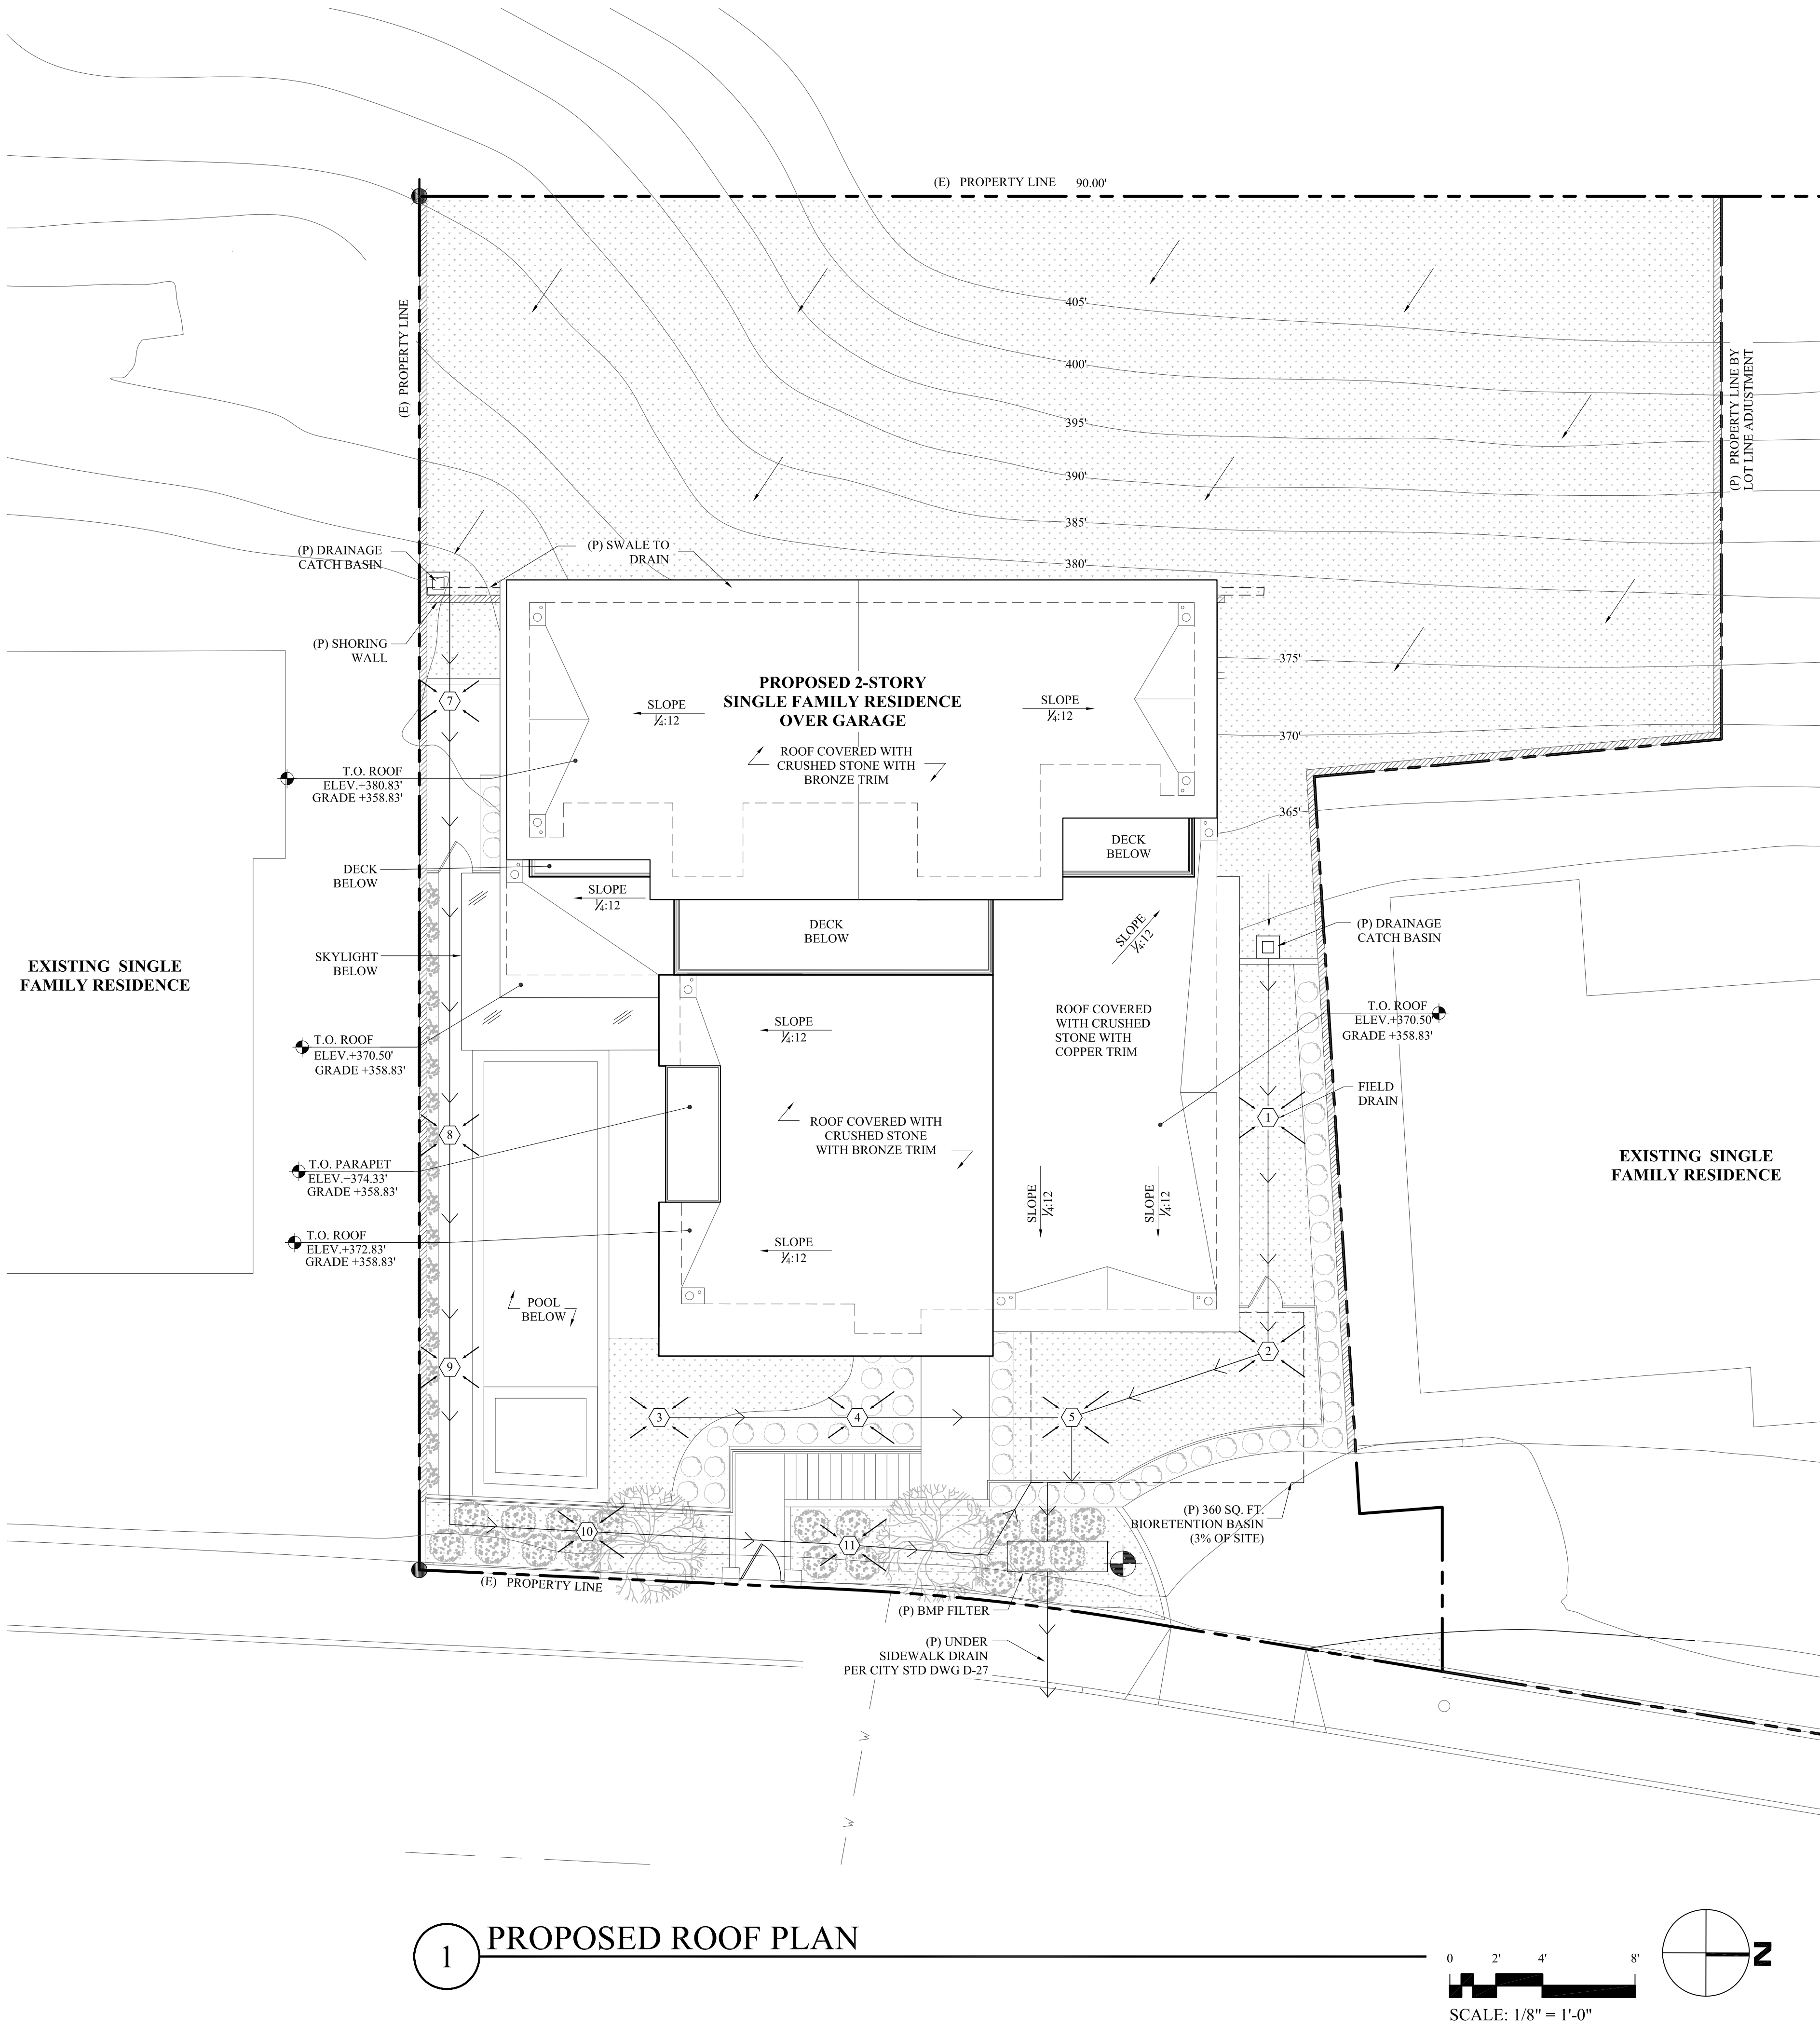 (E) PROPERTY LINE 90.00'
(E) PROPERTY LINE
(P) PROPERTY LINE BY
LOT LINE ADJUSTMENT
405'
400'
395'
390'
385'
380'
375'
370'
365'
(P) DRAINAGE
CATCH BASIN
(P) SWALE TO
DRAIN
(P) SHORING
WALL
PROPOSED 2-STORY
SINGLE FAMILY RESIDENCE
OVER GARAGE
SLOPE
¼:12
SLOPE
¼:12
ROOF COVERED WITH
CRUSHED STONE WITH
BRONZE TRIM
7
T.O. ROOF
ELEV.+380.83'
GRADE +358.83'
DECK
BELOW
DECK
BELOW
SLOPE
¼:12
DECK
BELOW
SLOPE
¼:12
(P) DRAINAGE
CATCH BASIN
SKYLIGHT
BELOW
EXISTING SINGLE
FAMILY RESIDENCE
T.O. ROOF
ELEV.+370.50'
GRADE +358.83'
SLOPE
¼:12
ROOF COVERED
WITH CRUSHED
STONE WITH
COPPER TRIM
T.O. ROOF
ELEV.+370.50'
GRADE +358.83'
FIELD
DRAIN
1
8
ROOF COVERED WITH
CRUSHED STONE
WITH BRONZE TRIM
T.O. PARAPET
ELEV.+374.33'
GRADE +358.83'
EXISTING SINGLE
FAMILY RESIDENCE
SLOPE
¼:12
SLOPE
¼:12
T.O. ROOF
ELEV.+372.83'
GRADE +358.83'
SLOPE
¼:12
POOL
BELOW
2
9
3
4
5
10
11
(P) 360 SQ. FT.
BIORETENTION BASIN
(3% OF SITE)
(E) PROPERTY LINE
(P) BMP FILTER
(P) UNDER
SIDEWALK DRAIN
PER CITY STD DWG D-27
W
W
1
PROPOSED ROOF PLAN
0 2' 4' 8'
SCALE: 1/8" = 1'-0"
N